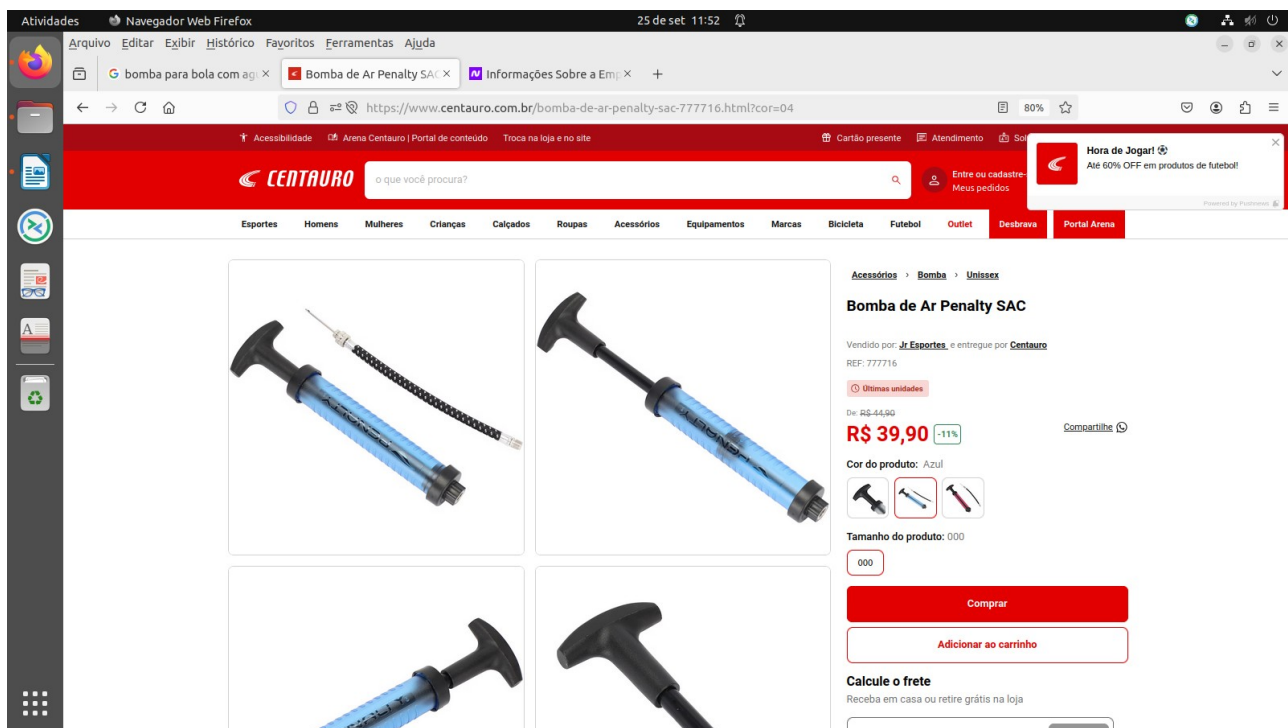 Atividades Navegador Web Firefox 25 de set 11:52
Arquivo Editar Exibir Histórico Favoritos Ferramentas Ajuda
bomba para bola com ag Bomba de Ar Penalty SAC Informações Sobre a Emp
https://www.centauro.com.br/bomba-de-ar-penalty-sac-777716.html?cor=04 80%
Acessibilidade Arena Centauro | Portal de conteúdo Troca na loja e no site Cartão presente Atendimento
Hora de Jogar! ⚽
Até 60% OFF em produtos de futebol!
Powered by Pushnews
CENTAURO o que você procura? Entre ou cadastre-
Meus pedidos
Esportes Homens Mulheres Crianças Calçados Roupas Acessórios Equipamentos Marcas Bicicleta Futebol Outlet Desbrava Portal Arena
Acessórios > Bomba > Unissex
Bomba de Ar Penalty SAC
Vendido por: Jr Esportes e entregue por Centauro
REF: 777716
Últimas unidades
De: R$ 44,90
R$ 39,90 -11% Compartilhe
Cor do produto: Azul
Tamanho do produto: 000
000
Comprar
Adicionar ao carrinho
Calcule o frete
Receba em casa ou retire grátis na loja
PENALTY
PENALTY